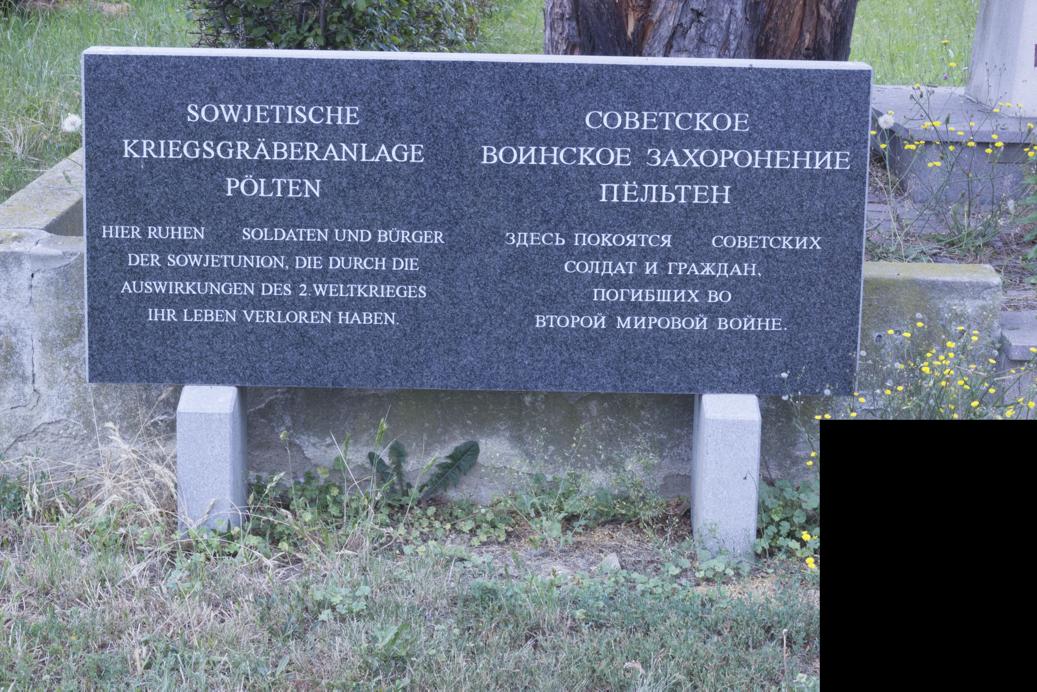 SOWJETISCHE
KRIEGSGRÄBERANLAGE
PÖLTEN
HIER RUHEN SOLDATEN UND BÜRGER
DER SOWJETUNION, DIE DURCH DIE
AUSWIRKUNGEN DES 2.WELTKRIEGES
IHR LEBEN VERLOREN HABEN.
СОВЕТСКОЕ
ВОИНСКОЕ ЗАХОРОНЕНИЕ
ПЁЛЬТЕН
ЗДЕСЬ ПОКОЯТСЯ СОВЕТСКИХ
СОЛДАТ И ГРАЖДАН,
ПОГИБШИХ ВО
ВТОРОЙ МИРОВОЙ ВОЙНЕ.